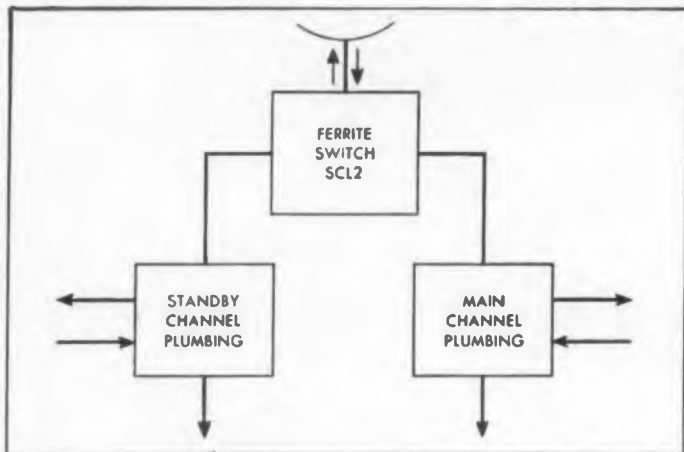 FERRITE
SWITCH
SCL2
STANDBY
CHANNEL
PLUMBING
MAIN
CHANNEL
PLUMBING